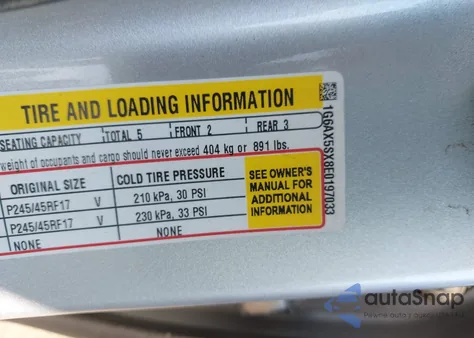 TIRE AND LOADING INFORMATION
SEATING CAPACITY TOTAL 5 FRONT 2 REAR 3
weight of occupants and cargo should never exceed 404 kg or 891 lbs.
ORIGINAL SIZE COLD TIRE PRESSURE
P245/45RF17 V 210 kPa, 30 PSI
P245/45RF17 V 230 kPa, 33 PSI
NONE NONE
SEE OWNER'S
MANUAL FOR
ADDITIONAL
INFORMATION
1G6AX5SX8E0197033
autoSnap